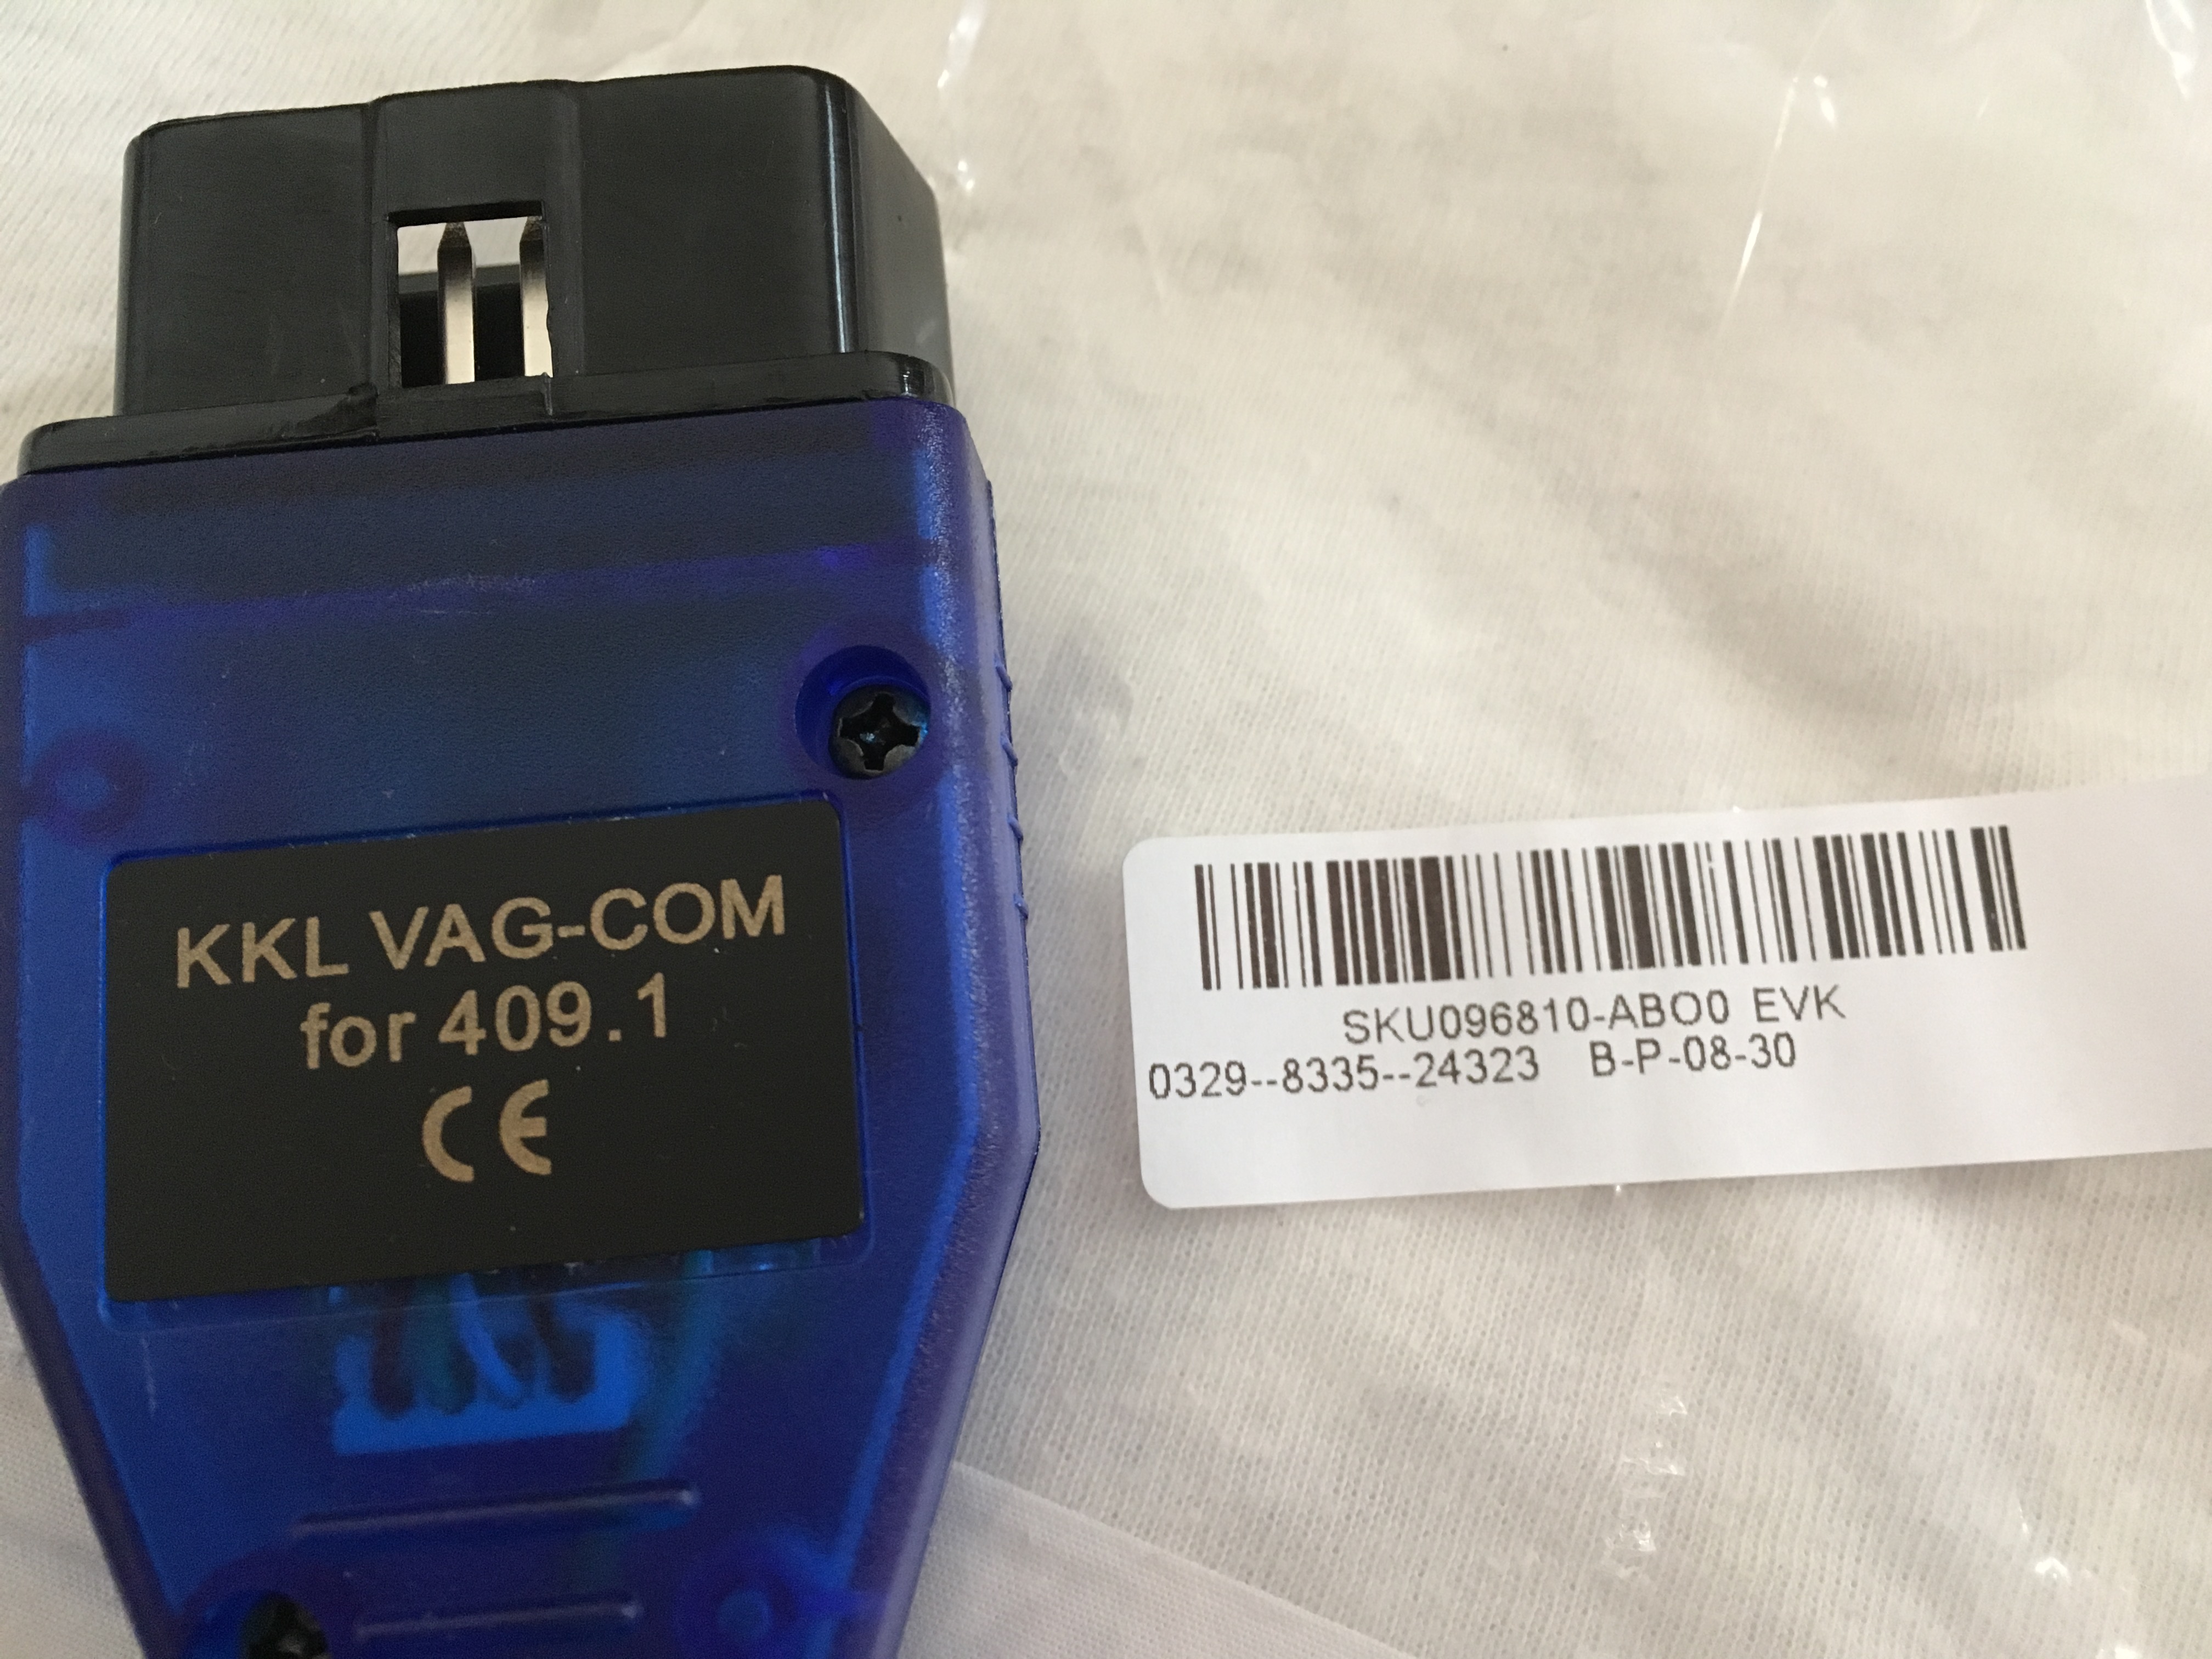 KKL VAG-COM
for 409.1
CE
SKU096810-ABO0 EVK
0329--8335--24323 B-P-08-30